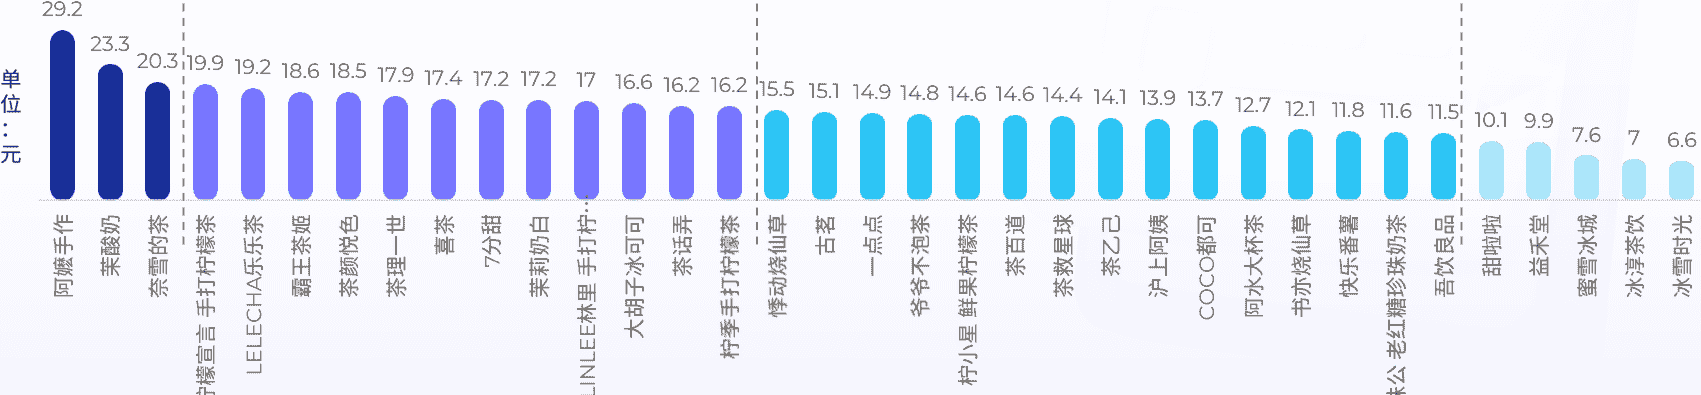 29.2
23.3
20.3
19.9
19.2
18.6
18.5
17.9
17.4
17.2
17.2
17
16.6
16.2
16.2
15.5
15.1
14.9
14.8
14.6
14.6
14.4
14.1
13.9
13.7
12.7
12.1
11.8
11.6
11.5
10.1
9.9
7.6
7
6.6
单位：元
阿嬷手作
茉酸奶
奈雪的茶
柠檬宣言 手打柠檬茶
LELECHA乐乐茶
霸王茶姬
茶颜悦色
茶理一世
喜茶
7分甜
茉莉奶白
LINLEE林里 手打柠…
大胡子冰可可
茶话弄
柠季手打柠檬茶
悸动烧仙草
古茗
一点点
爷爷不泡茶
柠小星 鲜果柠檬茶
茶百道
茶救星球
茶乙己
沪上阿姨
COCO都可
阿水大杯茶
书亦烧仙草
快乐番薯
珠公 老红糖珍珠奶茶
吾饮良品
甜啦啦
益禾堂
蜜雪冰城
冰淳茶饮
冰雪时光